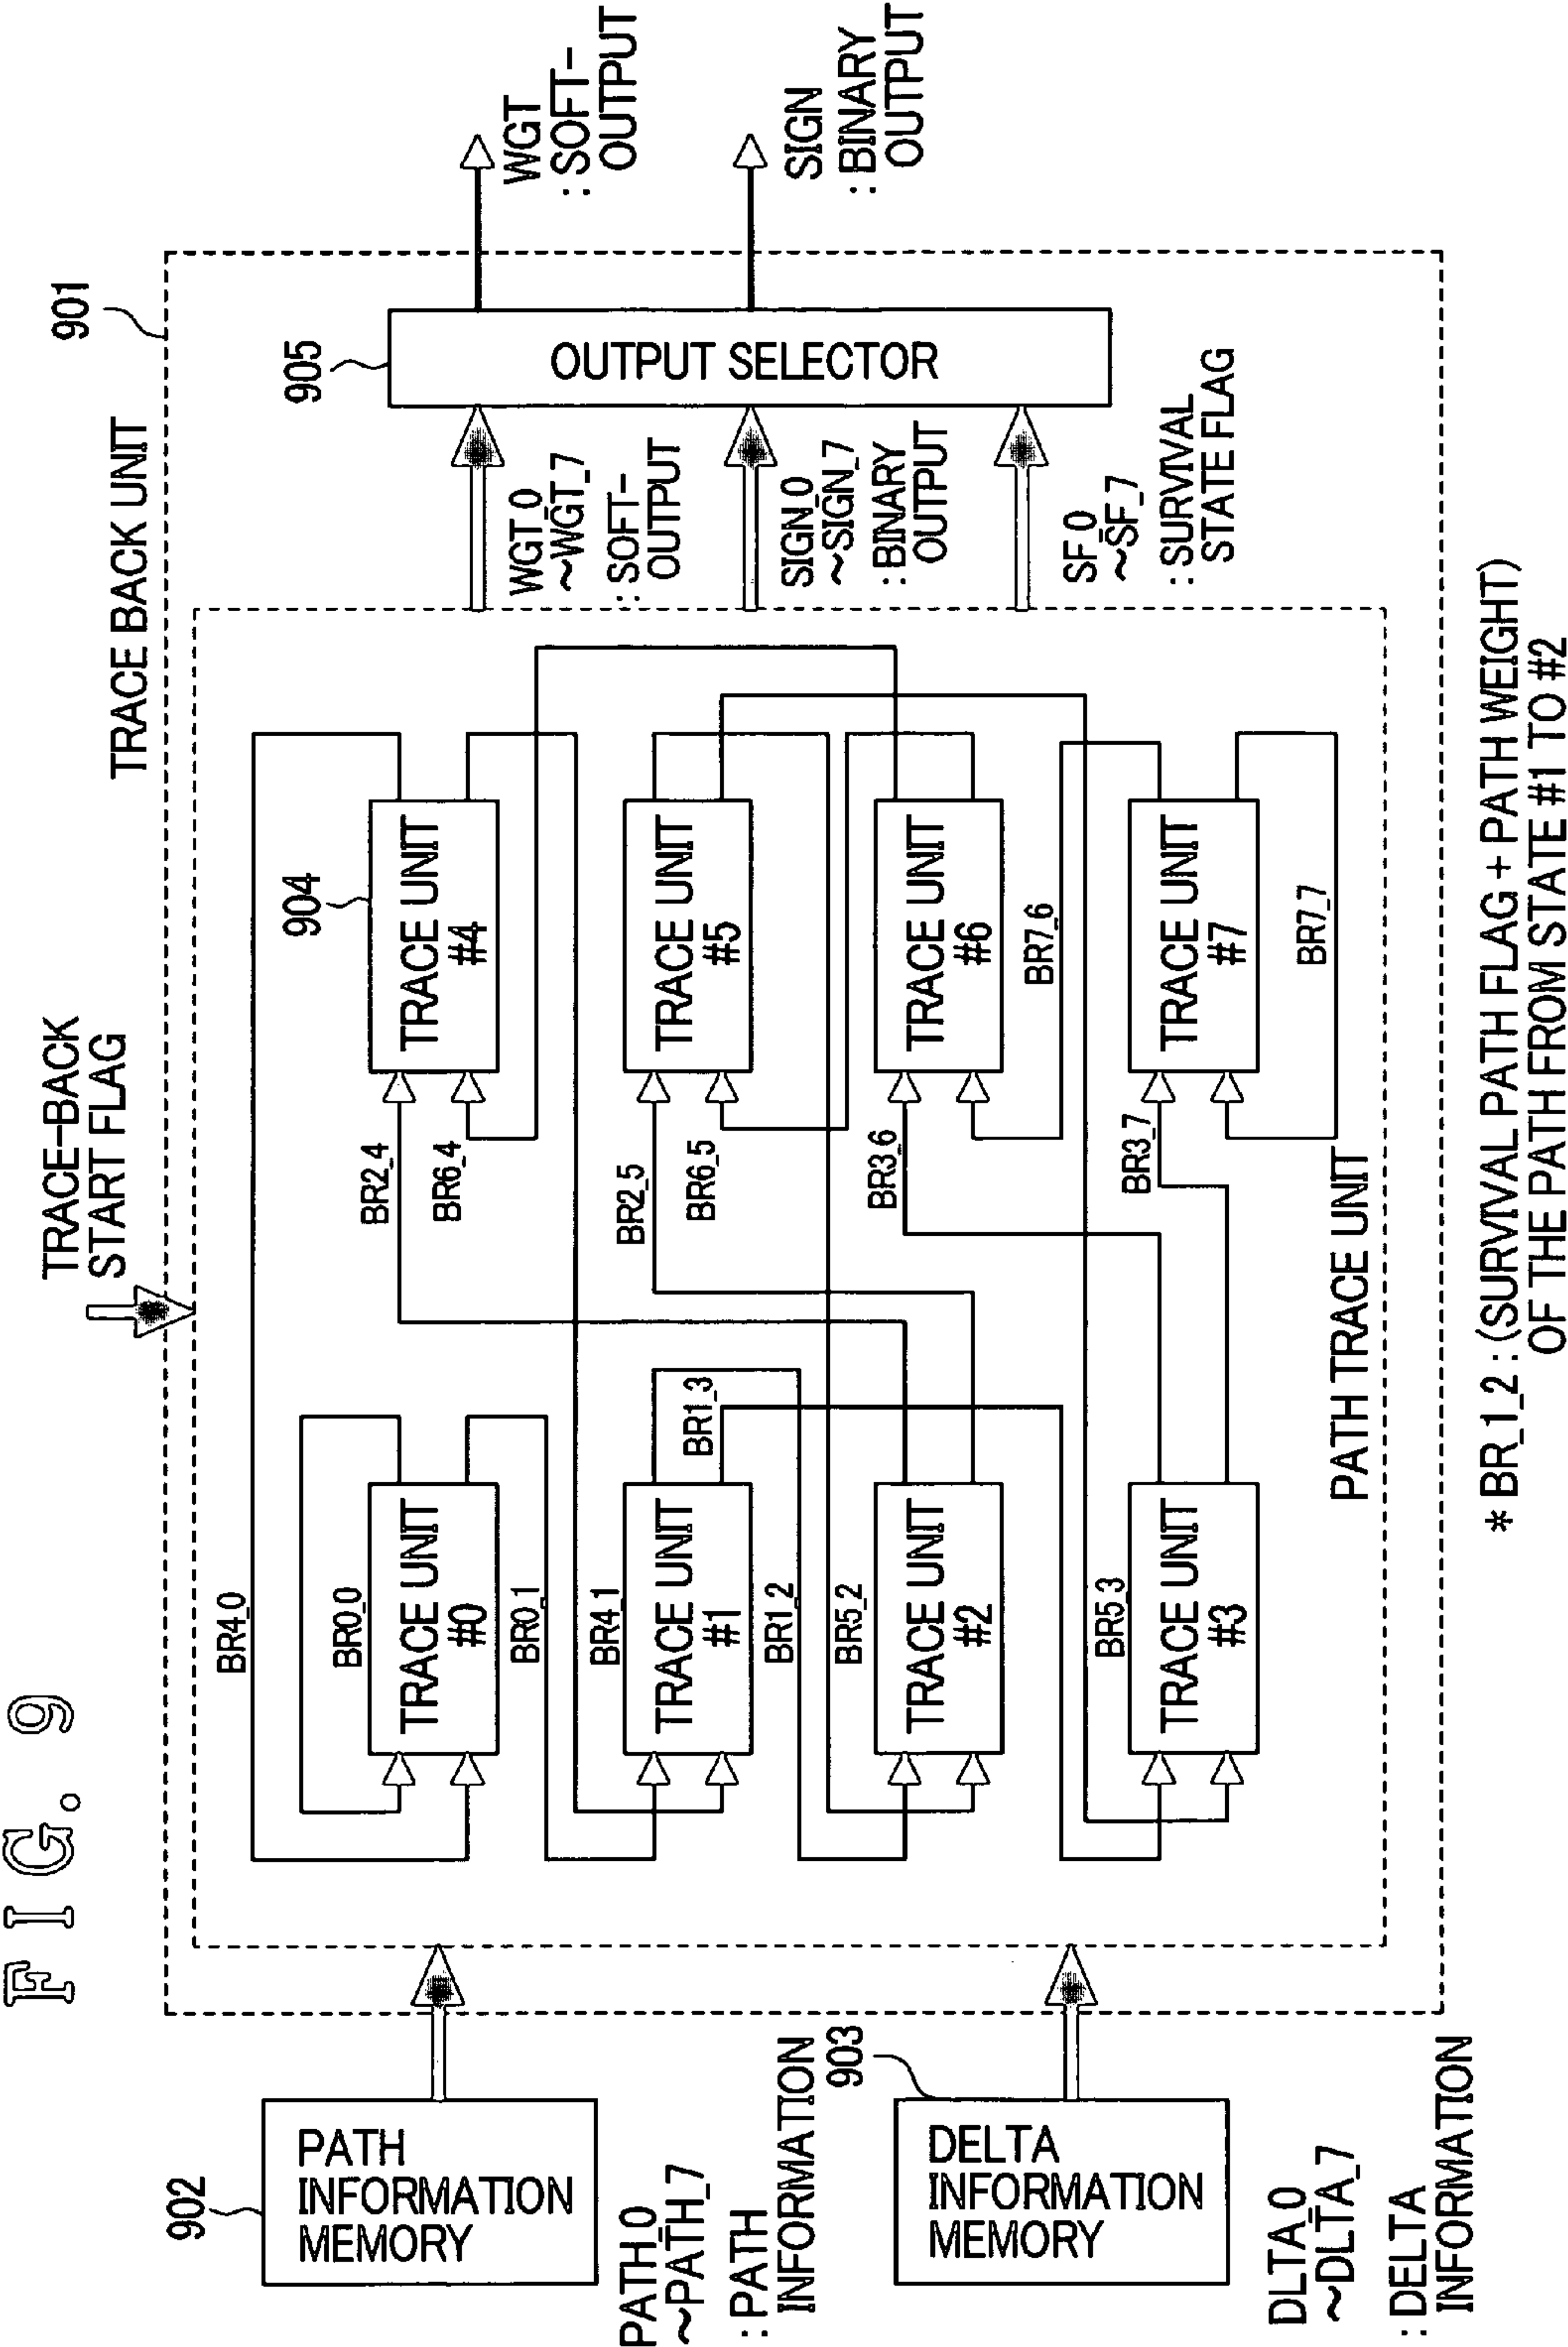 FIG. 9
TRACE-BACK
START FLAG
TRACE BACK UNIT
901
902
PATH
INFORMATION
MEMORY
PATH_0
~PATH_7
: PATH
INFORMATION
903
DELTA
INFORMATION
MEMORY
DLTA_0
~DLTA_7
: DELTA
INFORMATION
BR4_0
BR0_0
TRACE UNIT
#0
BR0_1
BR4_1
TRACE UNIT
#1
BR1_3
BR1_2
BR5_2
TRACE UNIT
#2
BR5_3
TRACE UNIT
#3
904
BR2_4
BR6_4
TRACE UNIT
#4
BR2_5
BR6_5
TRACE UNIT
#5
BR3_6
TRACE UNIT
#6
BR7_6
BR3_7
TRACE UNIT
#7
BR7_7
PATH TRACE UNIT
WGT_0
~WGT_7
: SOFT-
OUTPUT
SIGN_0
~SIGN_7
: BINARY
OUTPUT
SF_0
~SF_7
: SURVIVAL
STATE FLAG
905
OUTPUT SELECTOR
WGT
: SOFT-
OUTPUT
SIGN
: BINARY
OUTPUT
* BR_1_2 : (SURVIVAL PATH FLAG + PATH WEIGHT)
OF THE PATH FROM STATE #1 TO #2